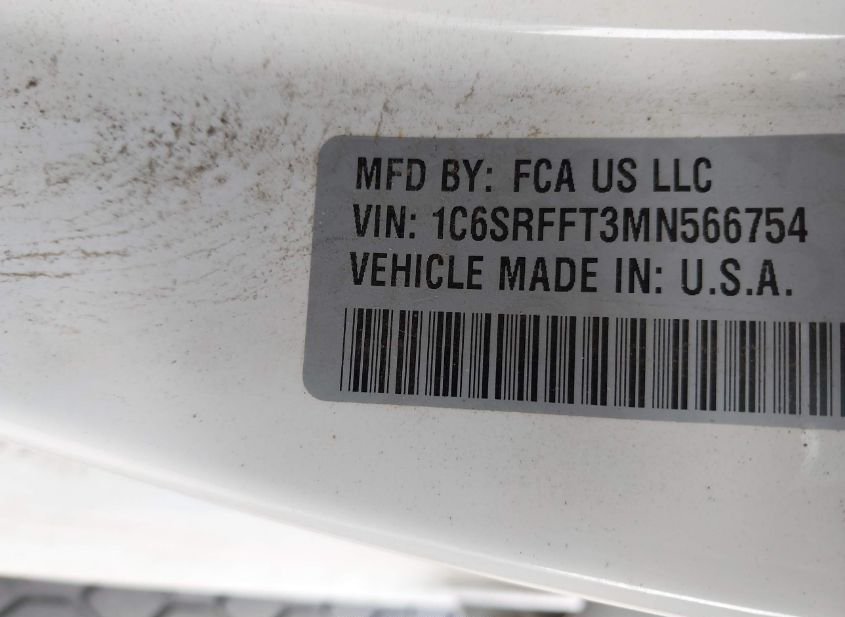 MFD BY: FCA US LLC
VIN: 1C6SRFFT3MN566754
VEHICLE MADE IN: U.S.A.